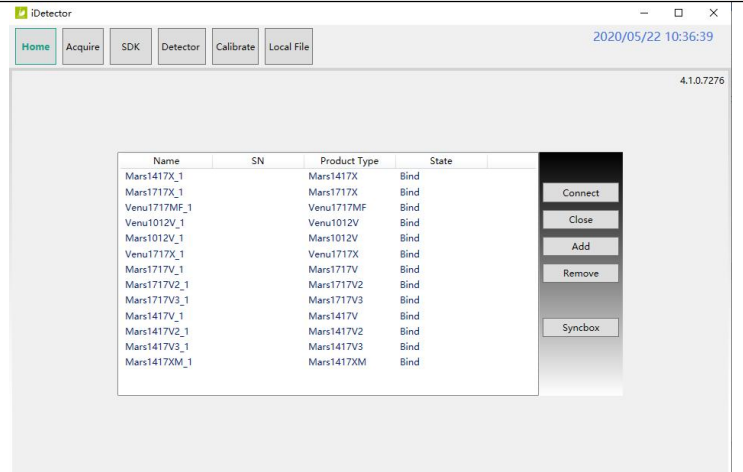 iDetector
2020/05/22 10:36:39
Home Acquire SDK Detector Calibrate Local File
4.1.0.7276
Name SN Product Type State
Mars1417X_1 Mars1417X Bind
Mars1717X_1 Mars1717X Bind
Venu1717MF_1 Venu1717MF Bind
Venu1012V_1 Venu1012V Bind
Mars1012V_1 Mars1012V Bind
Venu1717X_1 Venu1717X Bind
Mars1717V_1 Mars1717V Bind
Mars1717V2_1 Mars1717V2 Bind
Mars1717V3_1 Mars1717V3 Bind
Mars1417V_1 Mars1417V Bind
Mars1417V2_1 Mars1417V2 Bind
Mars1417V3_1 Mars1417V3 Bind
Mars1417XM_1 Mars1417XM Bind
Connect
Close
Add
Remove
Syncbox